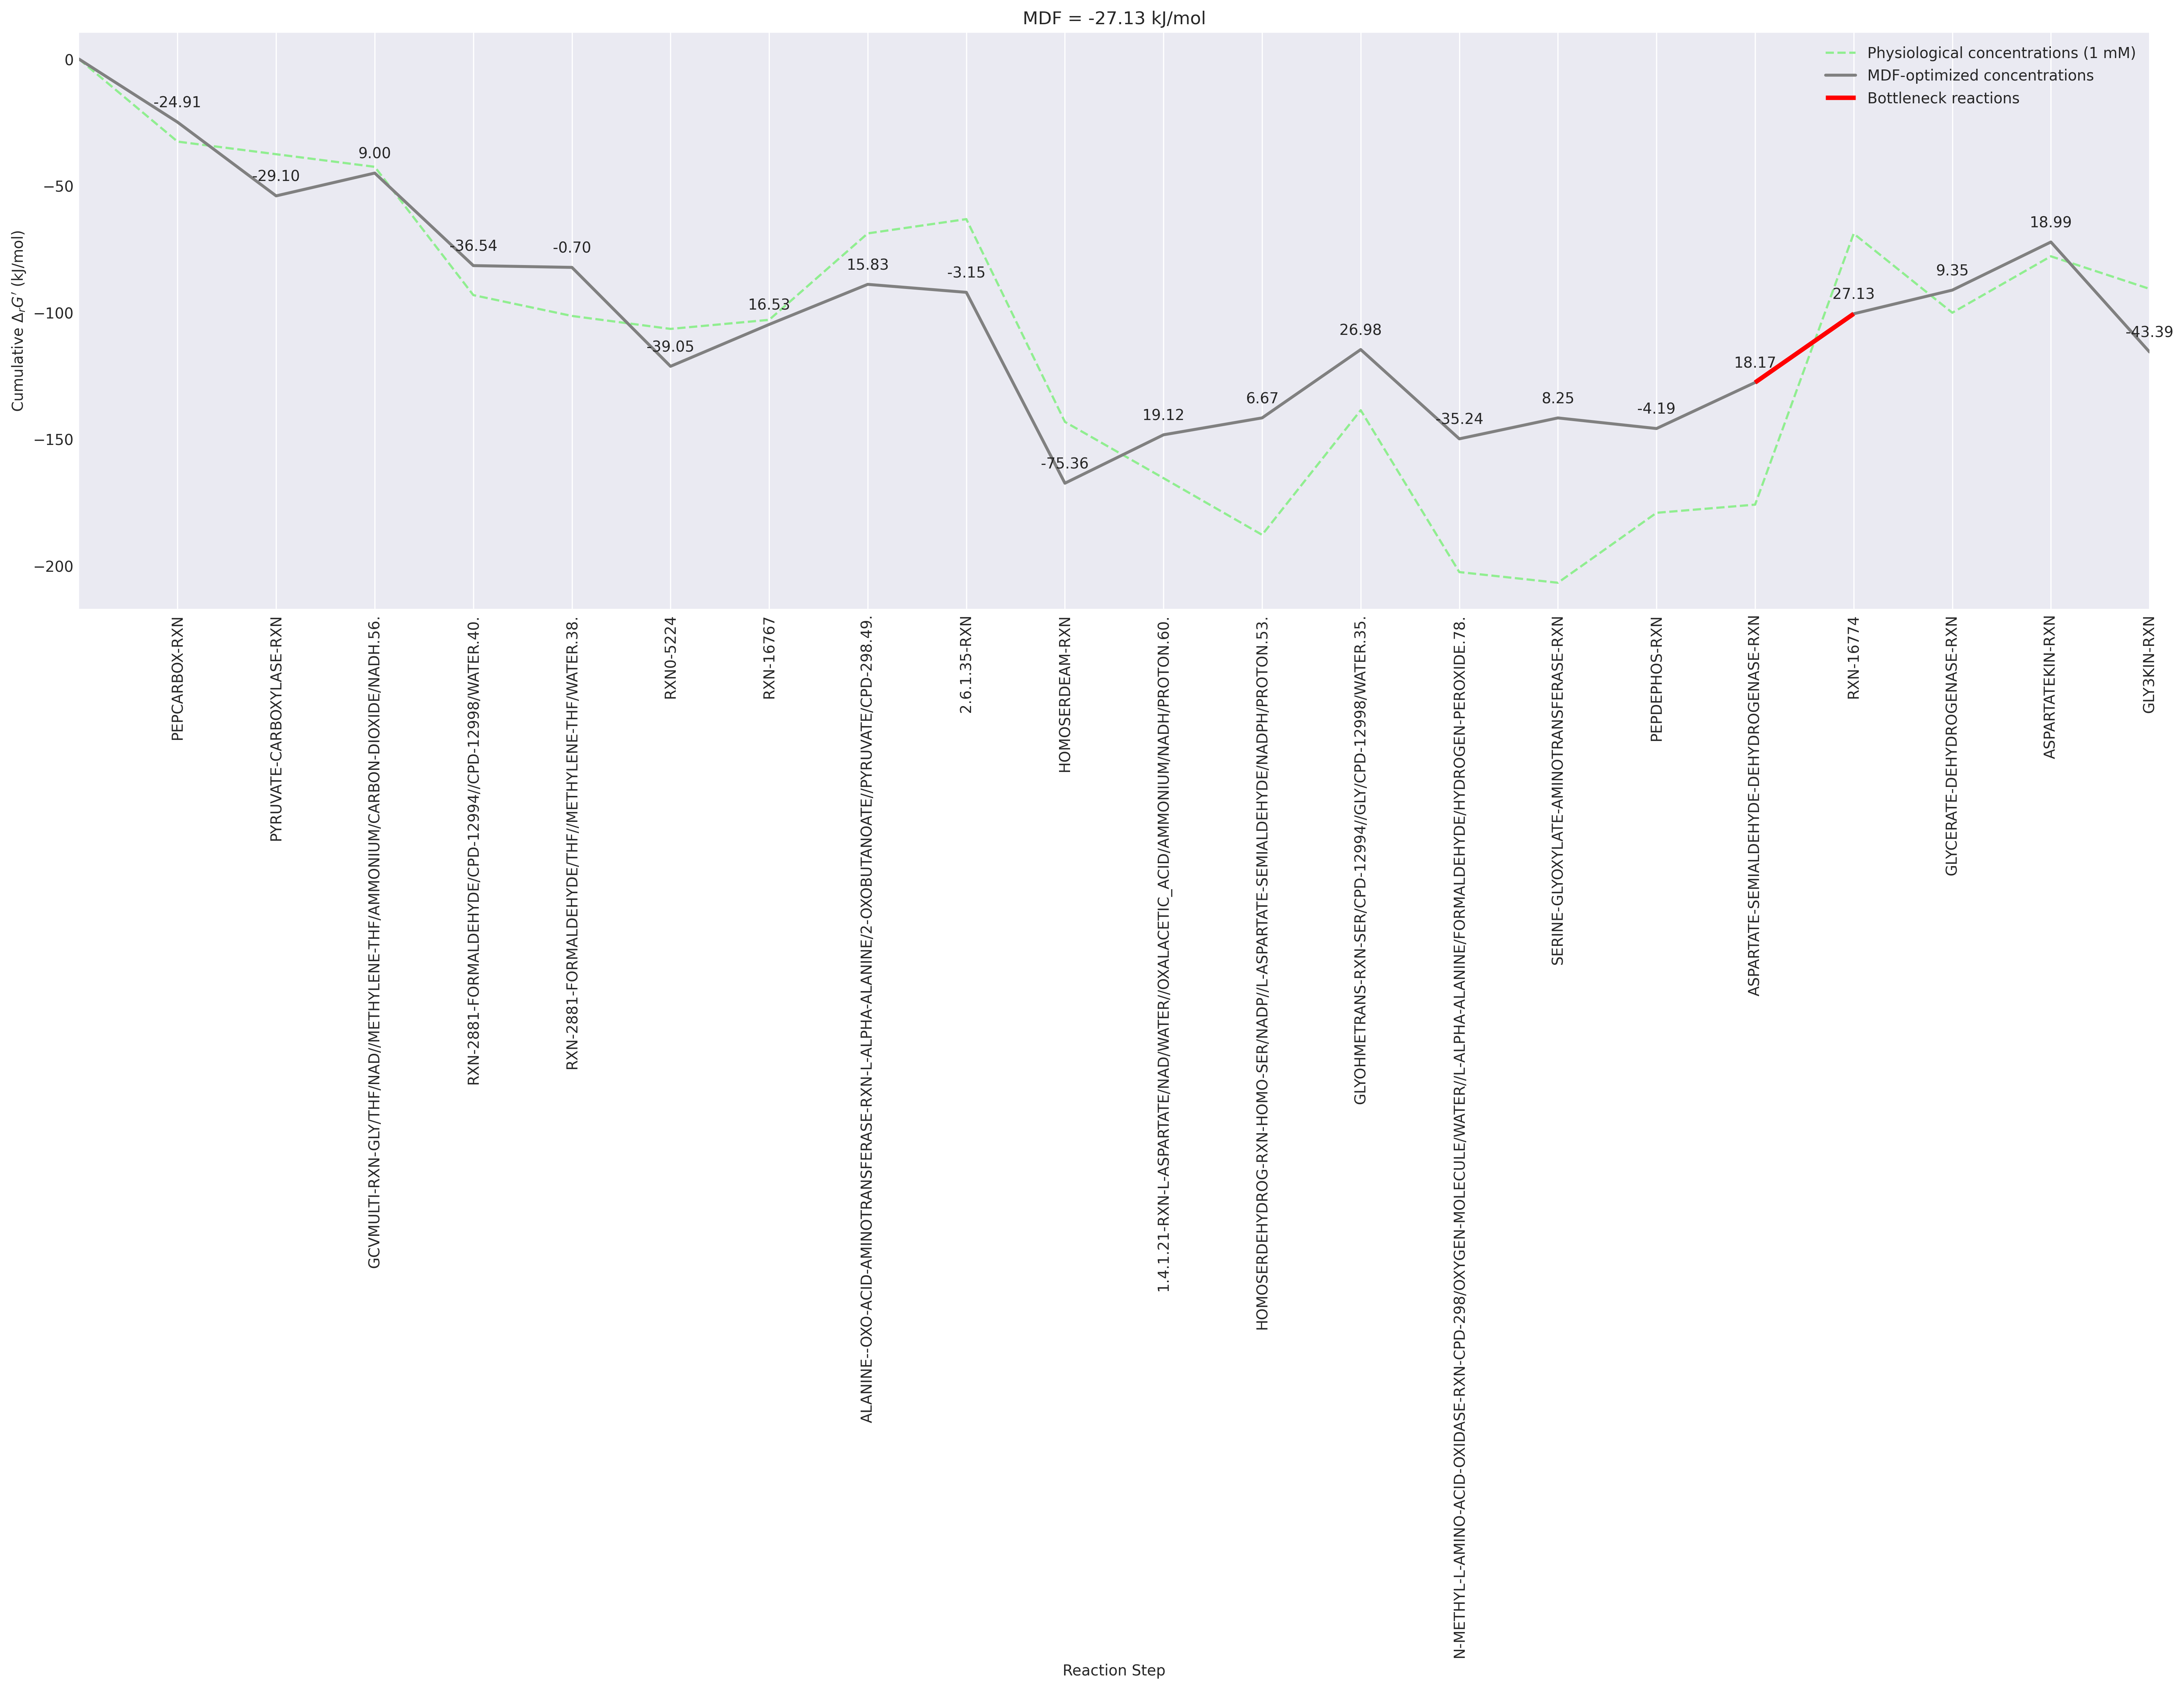 MDF = -27.13 kJ/mol
Physiological concentrations (1 mM)
MDF-optimized concentrations
Bottleneck reactions
Cumulative ΔrG′ (kJ/mol)
0
−50
−100
−150
−200
-24.91
-29.10
9.00
-36.54
-0.70
-39.05
16.53
15.83
-3.15
-75.36
19.12
6.67
26.98
-35.24
8.25
-4.19
18.17
27.13
9.35
18.99
-43.39
PEPCARBOX-RXN
PYRUVATE-CARBOXYLASE-RXN
GCVMULTI-RXN-GLY/THF/NAD//METHYLENE-THF/AMMONIUM/CARBON-DIOXIDE/NADH.56.
RXN-2881-FORMALDEHYDE/CPD-12994//CPD-12998/WATER.40.
RXN-2881-FORMALDEHYDE/THF//METHYLENE-THF/WATER.38.
RXN0-5224
RXN-16767
ALANINE--OXO-ACID-AMINOTRANSFERASE-RXN-L-ALPHA-ALANINE/2-OXOBUTANOATE//PYRUVATE/CPD-298.49.
2.6.1.35-RXN
HOMOSERDEAM-RXN
1.4.1.21-RXN-L-ASPARTATE/NAD/WATER//OXALACETIC_ACID/AMMONIUM/NADH/PROTON.60.
HOMOSERDEHYDROG-RXN-HOMO-SER/NADP//L-ASPARTATE-SEMIALDEHYDE/NADPH/PROTON.53.
GLYOHMETRANS-RXN-SER/CPD-12994//GLY/CPD-12998/WATER.35.
N-METHYL-L-AMINO-ACID-OXIDASE-RXN-CPD-298/OXYGEN-MOLECULE/WATER//L-ALPHA-ALANINE/FORMALDEHYDE/HYDROGEN-PEROXIDE.78.
SERINE-GLYOXYLATE-AMINOTRANSFERASE-RXN
PEPDEPHOS-RXN
ASPARTATE-SEMIALDEHYDE-DEHYDROGENASE-RXN
RXN-16774
GLYCERATE-DEHYDROGENASE-RXN
ASPARTATEKIN-RXN
GLY3KIN-RXN
Reaction Step